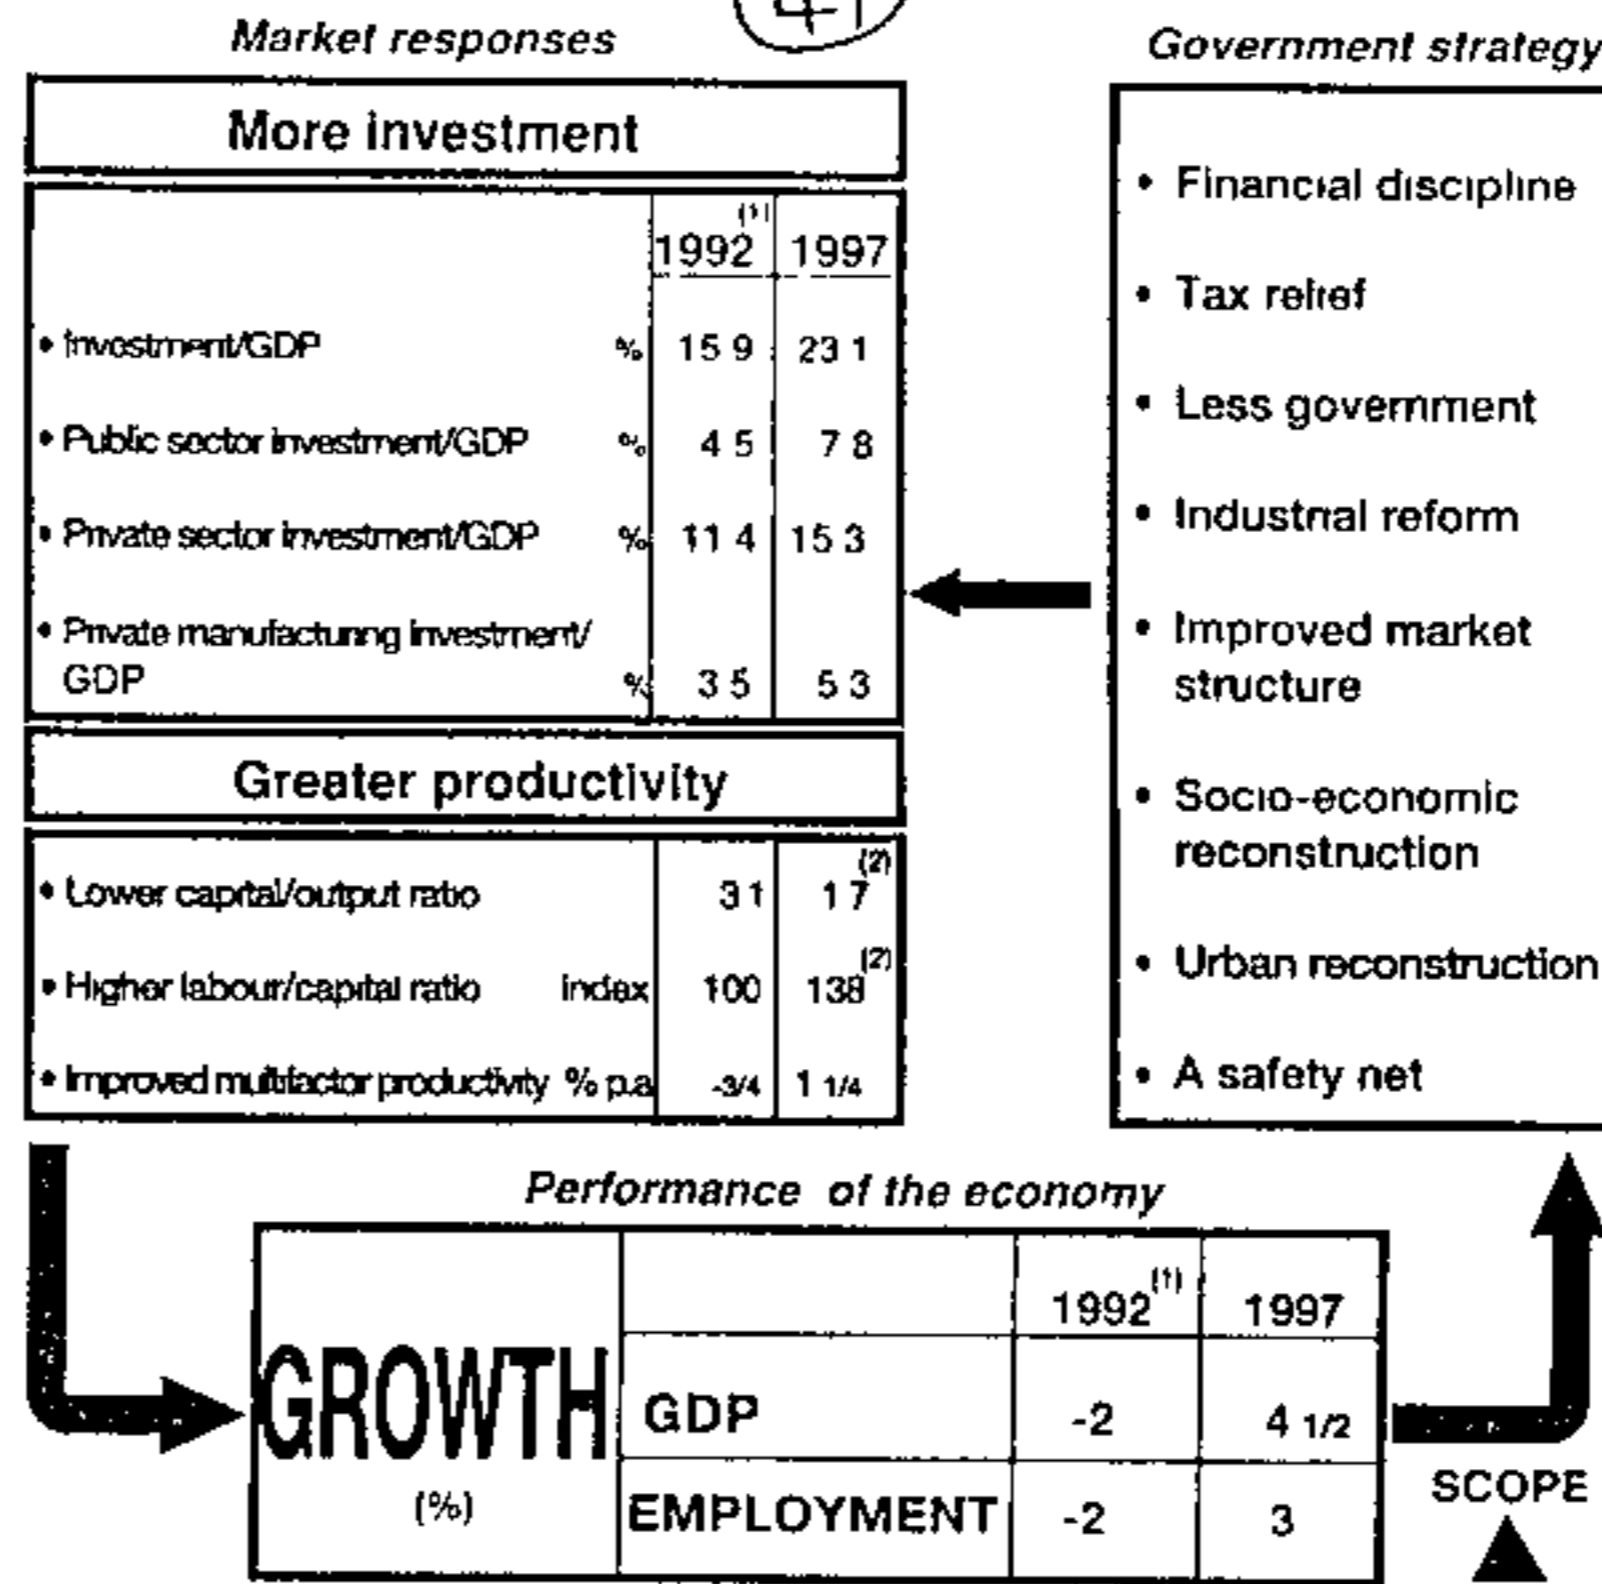 41
Market responses
More investment
1992 (1) 1997
• Investment/GDP % 15 9 23 1
• Public sector investment/GDP % 4 5 7 8
• Private sector investment/GDP % 11 4 15 3
• Private manufacturing investment/
GDP % 3 5 5 3
Greater productivity
• Lower capital/output ratio 3 1 1 7 (2)
• Higher labour/capital ratio index 100 138 (2)
• Improved multifactor productivity % p.a -3/4 1 1/4
Government strategy
• Financial discipline
• Tax relief
• Less government
• Industrial reform
• Improved market
structure
• Socio-economic
reconstruction
• Urban reconstruction
• A safety net
Performance of the economy
1992 (1) 1997
GROWTH
(%)
GDP -2 4 1/2
EMPLOYMENT -2 3
SCOPE